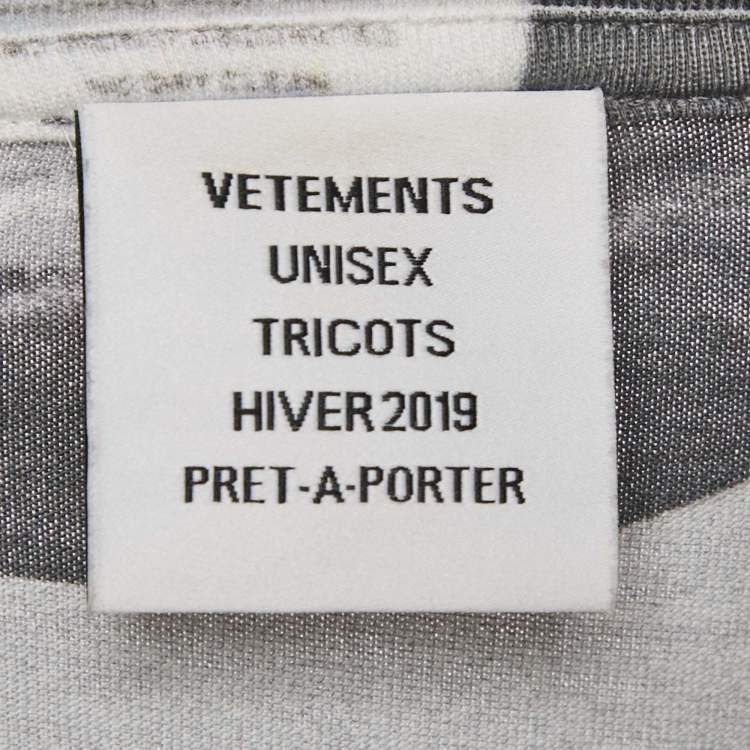 VETEMENTS
UNISEX
TRICOTS
HIVER 2019
PRET-A-PORTER